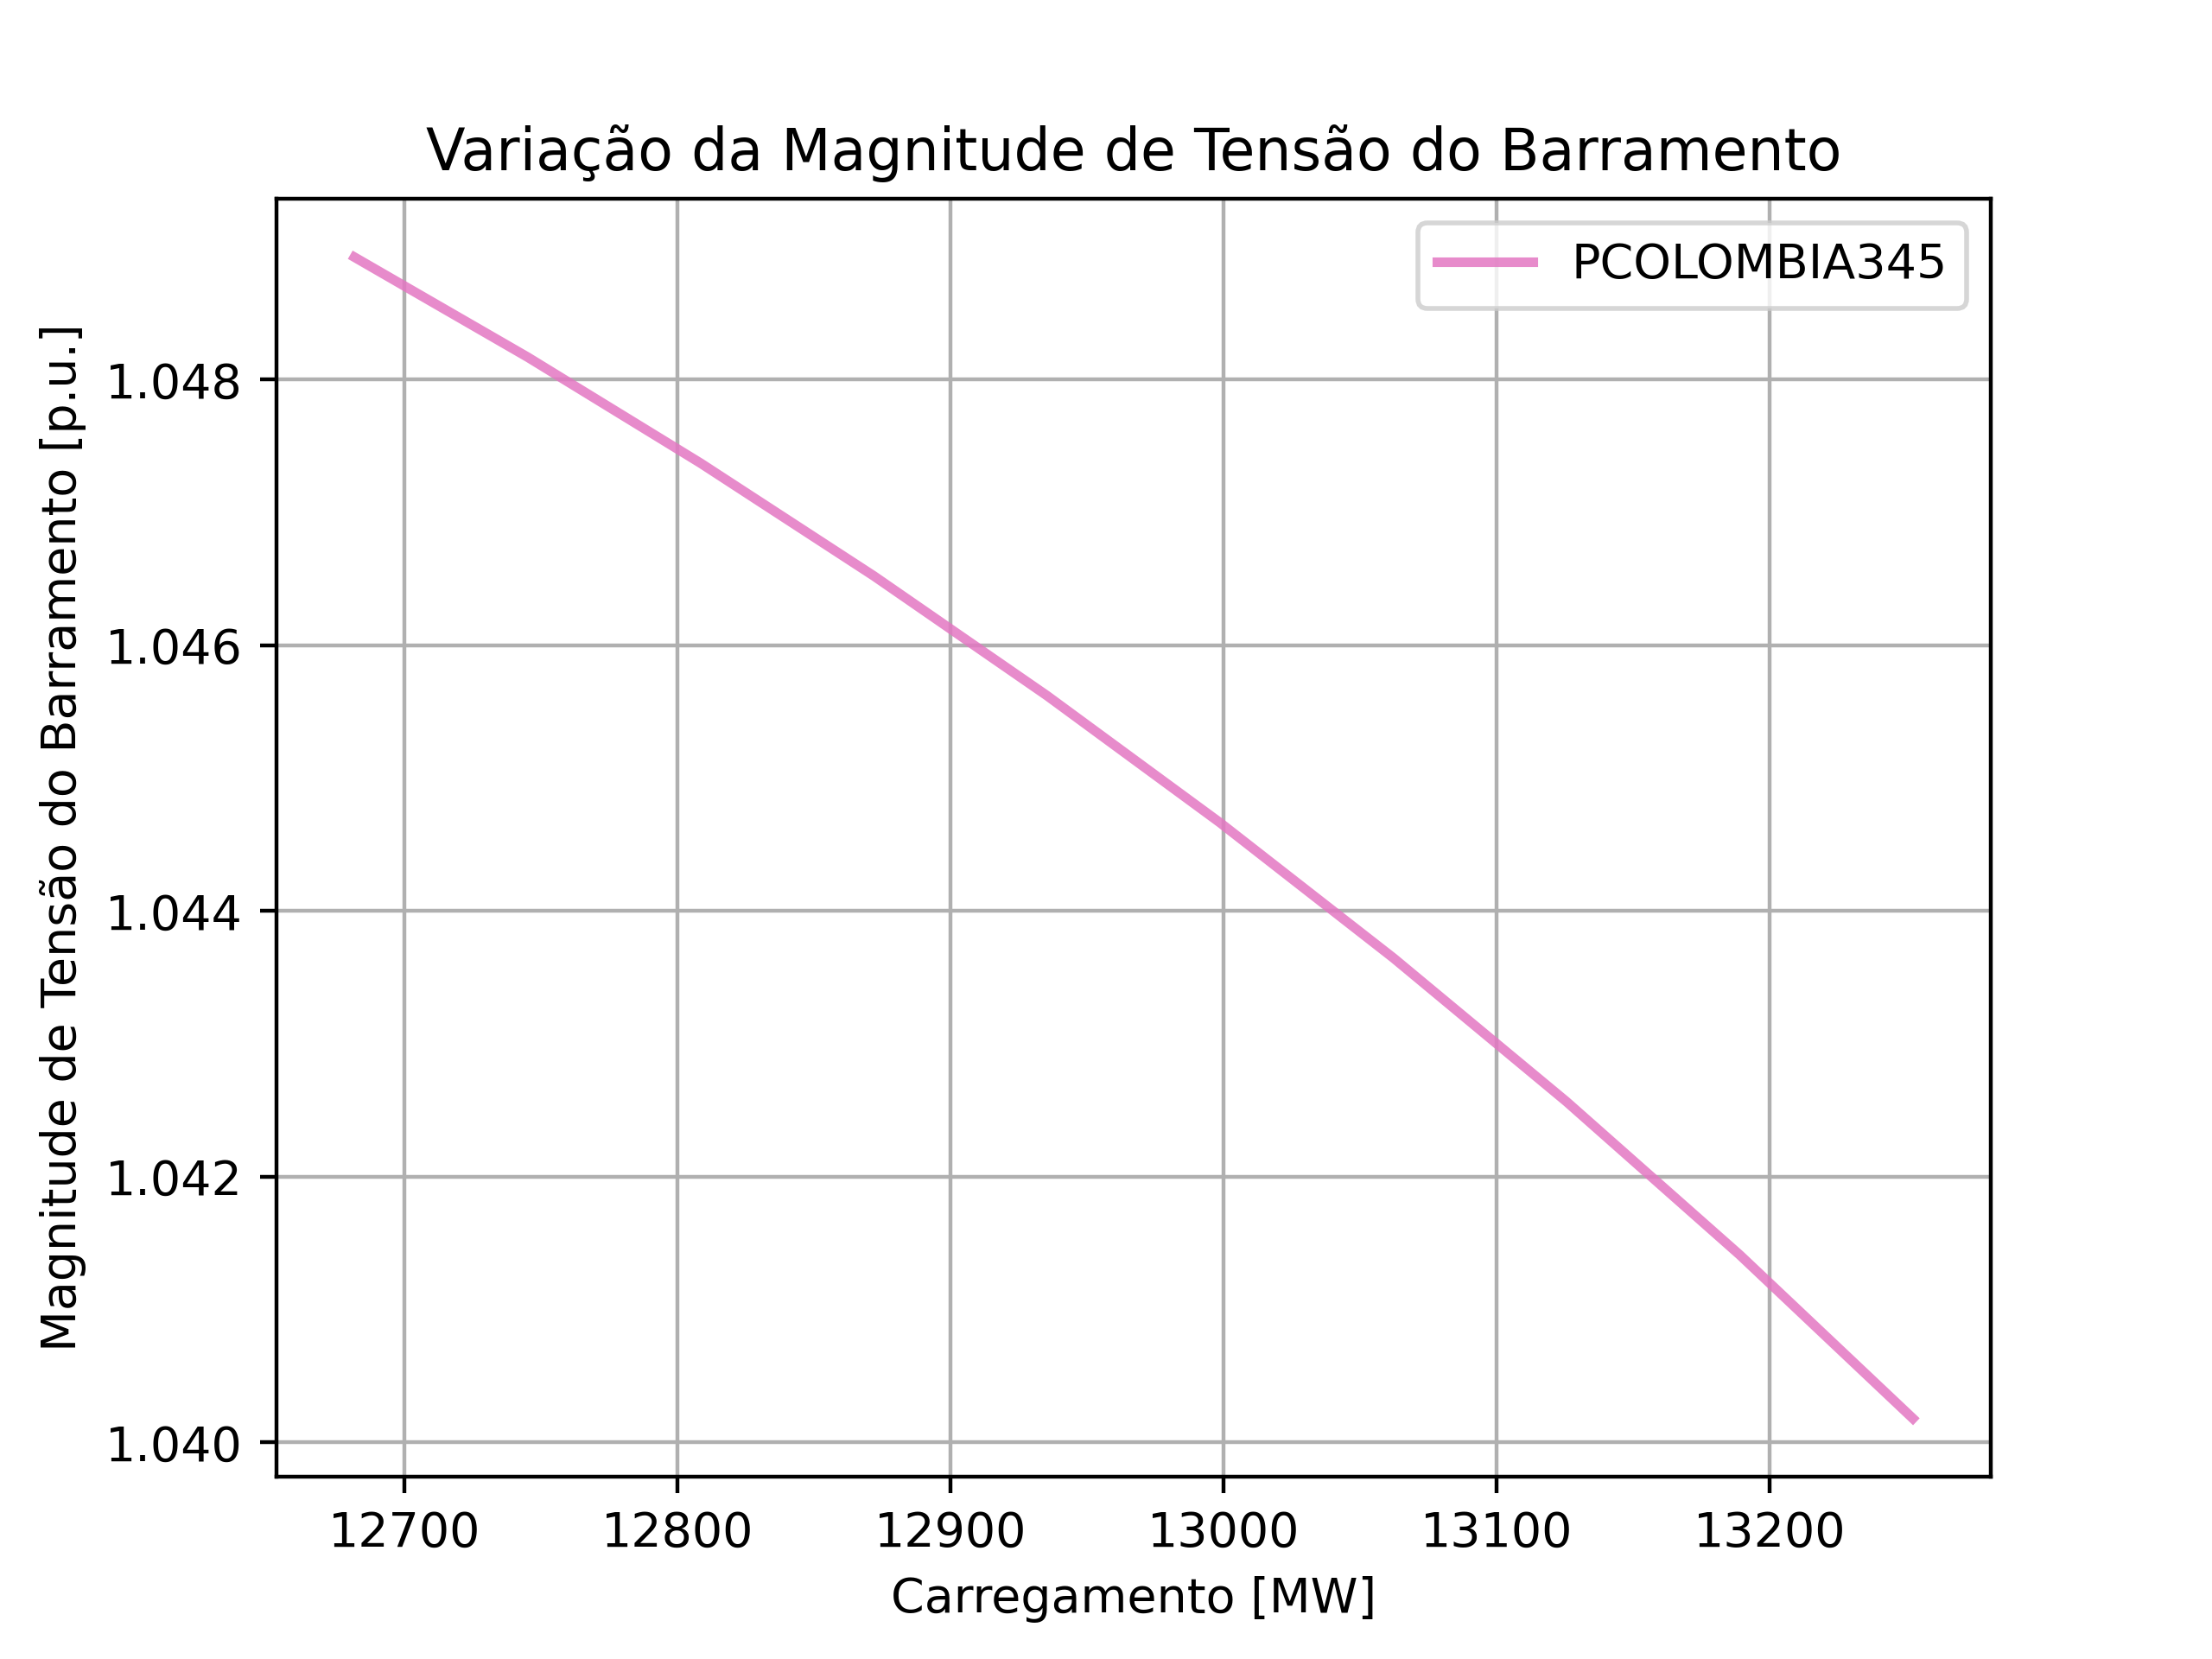 Variação da Magnitude de Tensão do Barramento
PCOLOMBIA345
Magnitude de Tensão do Barramento [p.u.]
1.048
1.046
1.044
1.042
1.040
12700 12800 12900 13000 13100 13200
Carregamento [MW]